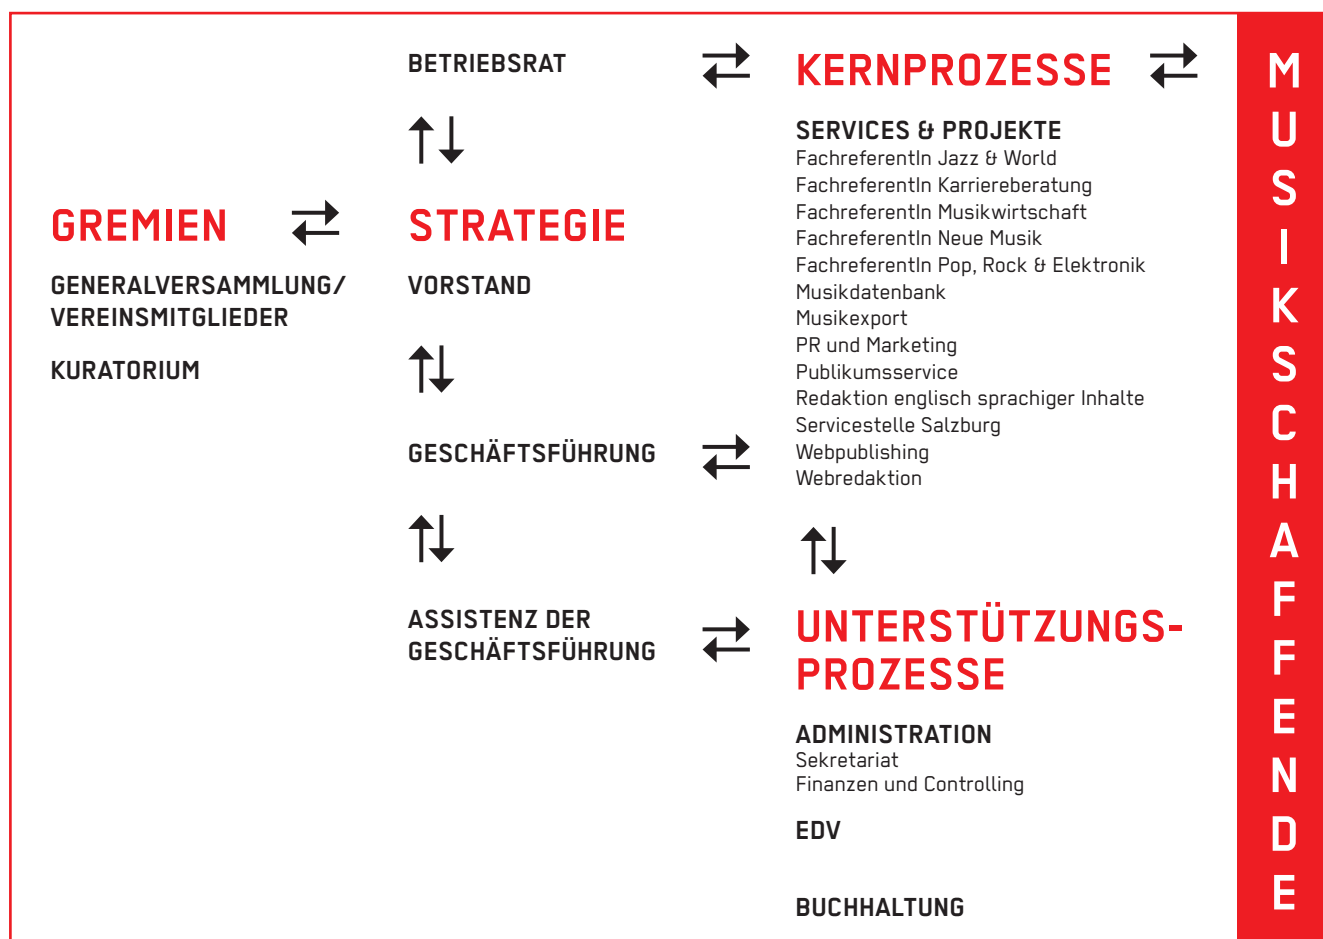 GREMIEN
GENERALVERSAMMLUNG/
VEREINSMITGLIEDER
KURATORIUM
BETRIEBSRAT
STRATEGIE
VORSTAND
GESCHÄFTSFÜHRUNG
ASSISTENZ DER
GESCHÄFTSFÜHRUNG
KERNPROZESSE
SERVICES & PROJEKTE
FachreferentIn Jazz & World
FachreferentIn Karriereberatung
FachreferentIn Musikwirtschaft
FachreferentIn Neue Musik
FachreferentIn Pop, Rock & Elektronik
Musikdatenbank
Musikexport
PR und Marketing
Publikumsservice
Redaktion englisch sprachiger Inhalte
Servicestelle Salzburg
Webpublishing
Webredaktion
UNTERSTÜTZUNGS-
PROZESSE
ADMINISTRATION
Sekretariat
Finanzen und Controlling
EDV
BUCHHALTUNG
MUSIKSCHAFFENDE